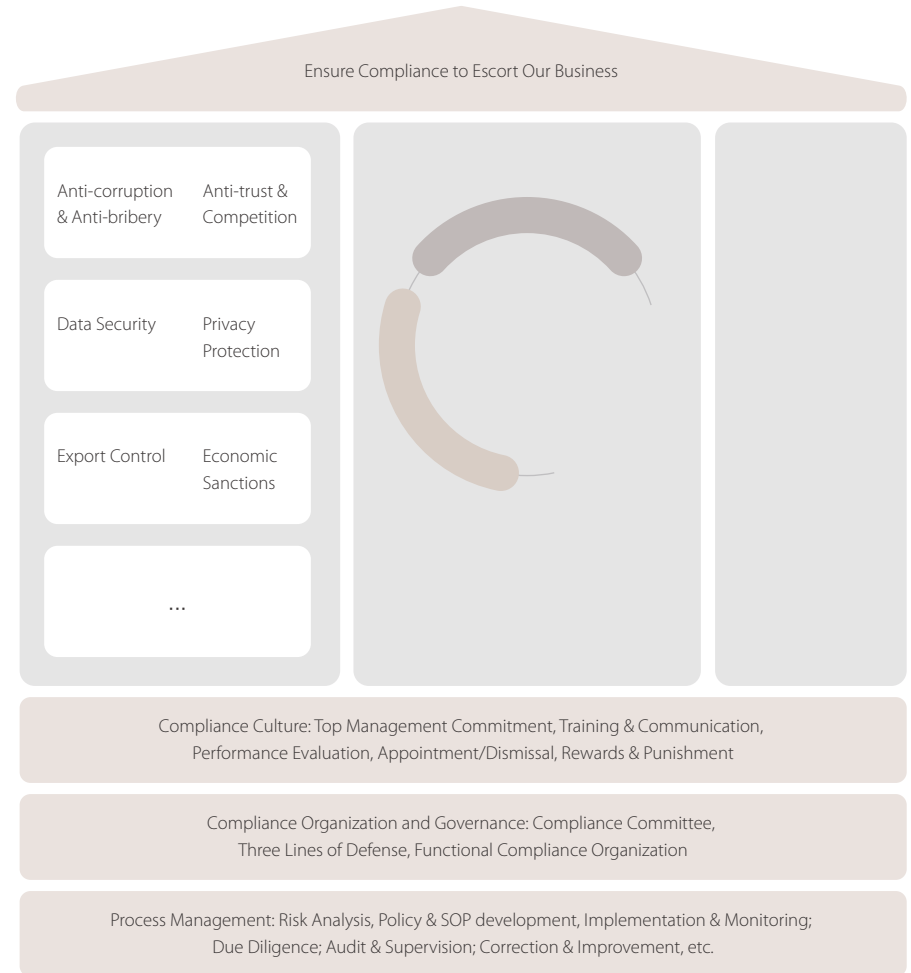 Ensure Compliance to Escort Our Business
Anti-corruption
& Anti-bribery
Anti-trust &
Competition
Data Security
Privacy
Protection
Export Control
Economic
Sanctions
...
Compliance Culture: Top Management Commitment, Training & Communication,
Performance Evaluation, Appointment/Dismissal, Rewards & Punishment
Compliance Organization and Governance: Compliance Committee,
Three Lines of Defense, Functional Compliance Organization
Process Management: Risk Analysis, Policy & SOP development, Implementation & Monitoring;
Due Diligence; Audit & Supervision; Correction & Improvement, etc.